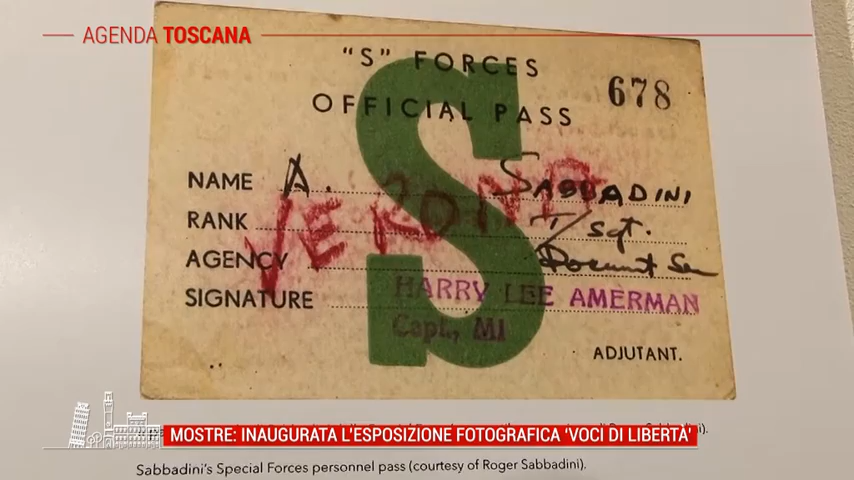 AGENDA TOSCANA
"S" FORCES
678
OFFICIAL PASS
NAME A. SABBADINI
VERDINA
RANK T/sgt.
AGENCY Document Sec
SIGNATURE HARRY LEE AMERMAN
Capt., MI
ADJUTANT.
S
MOSTRE: INAUGURATA L'ESPOSIZIONE FOTOGRAFICA 'VOCI DI LIBERTÀ'
i).
Sabbadini's Special Forces personnel pass (courtesy of Roger Sabbadini).